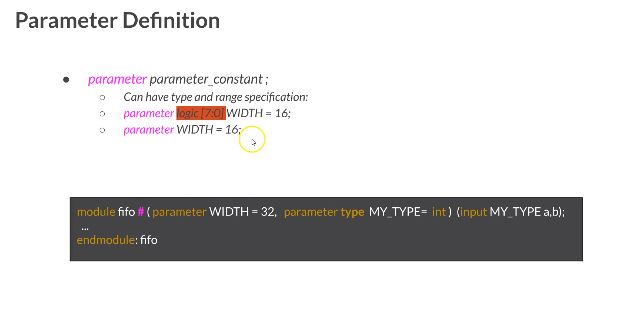 Parameter Definition
● parameter parameter_constant ;
○ Can have type and range specification:
○ parameter logic [7:0] WIDTH = 16;
○ parameter WIDTH = 16;
module fifo # ( parameter WIDTH = 32, parameter type MY_TYPE= int ) (input MY_TYPE a,b);
...
endmodule: fifo